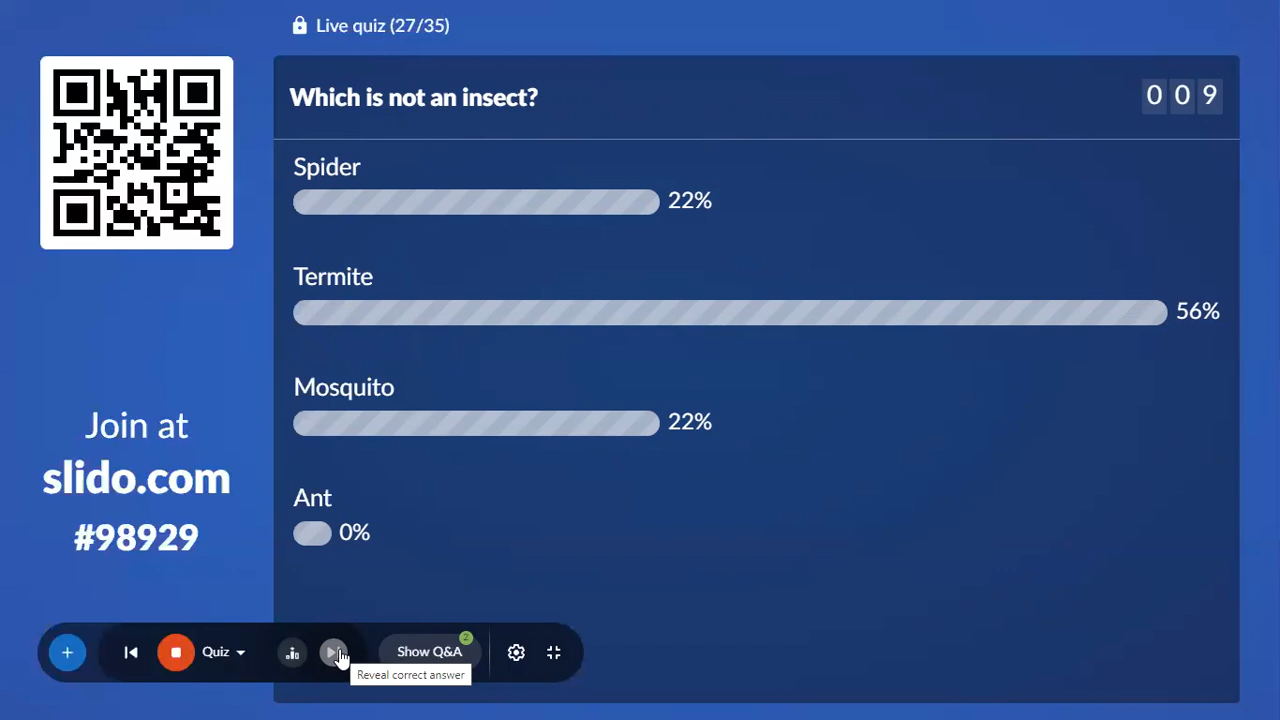 Live quiz (27/35)
Which is not an insect?
009
Spider
22%
Termite
56%
Mosquito
22%
Ant
0%
Join at
slido.com
#98929
Quiz
Show Q&A
2
Reveal correct answer